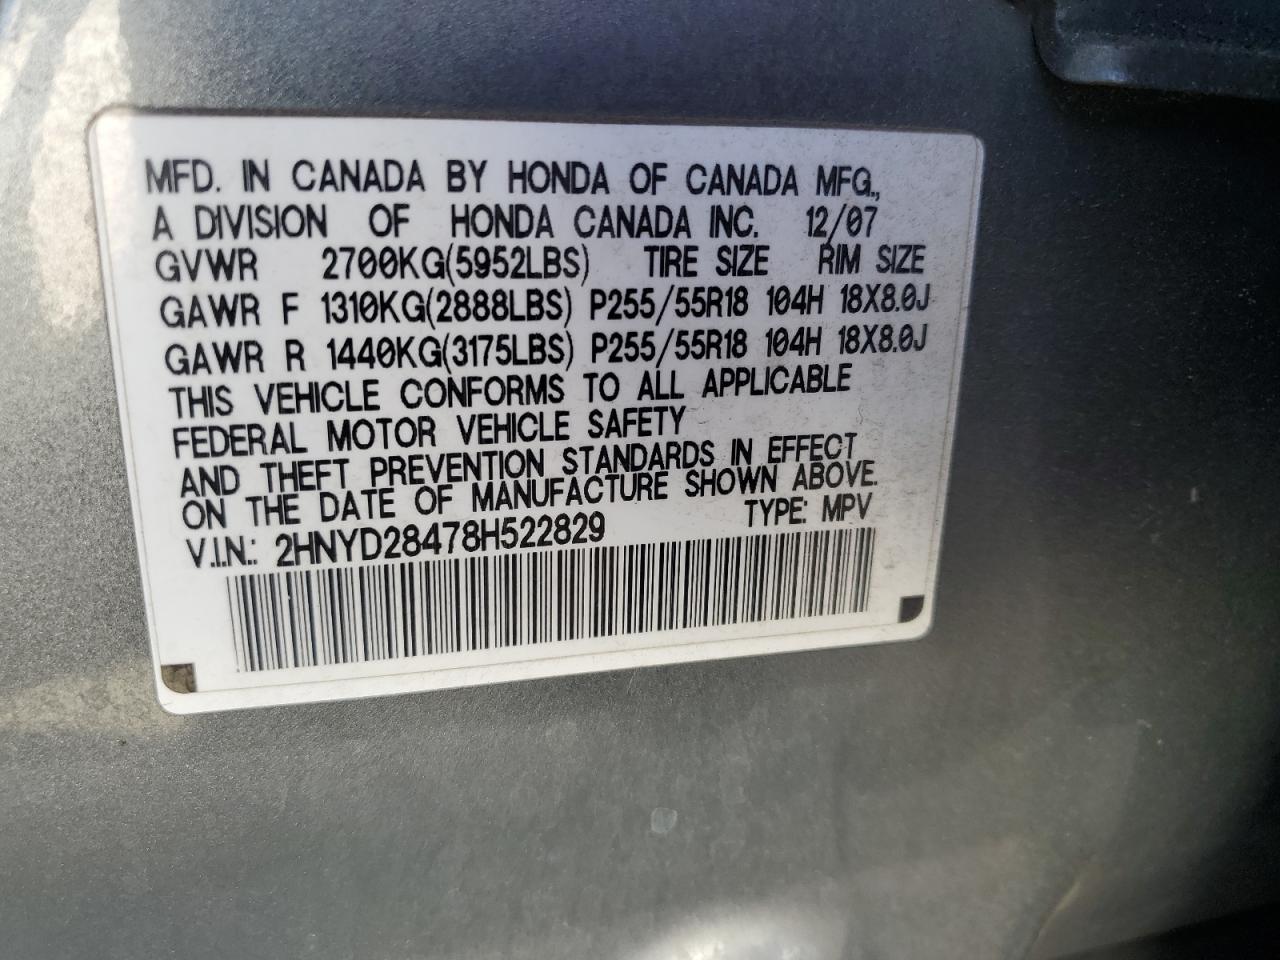 MFD. IN CANADA BY HONDA OF CANADA MFG.,
A DIVISION OF HONDA CANADA INC. 12/07
GVWR 2700KG(5952LBS) TIRE SIZE RIM SIZE
GAWR F 1310KG(2888LBS) P255/55R18 104H 18X8.0J
GAWR R 1440KG(3175LBS) P255/55R18 104H 18X8.0J
THIS VEHICLE CONFORMS TO ALL APPLICABLE
FEDERAL MOTOR VEHICLE SAFETY
AND THEFT PREVENTION STANDARDS IN EFFECT
ON THE DATE OF MANUFACTURE SHOWN ABOVE.
V.I.N.: 2HNYD28478H522829 TYPE: MPV